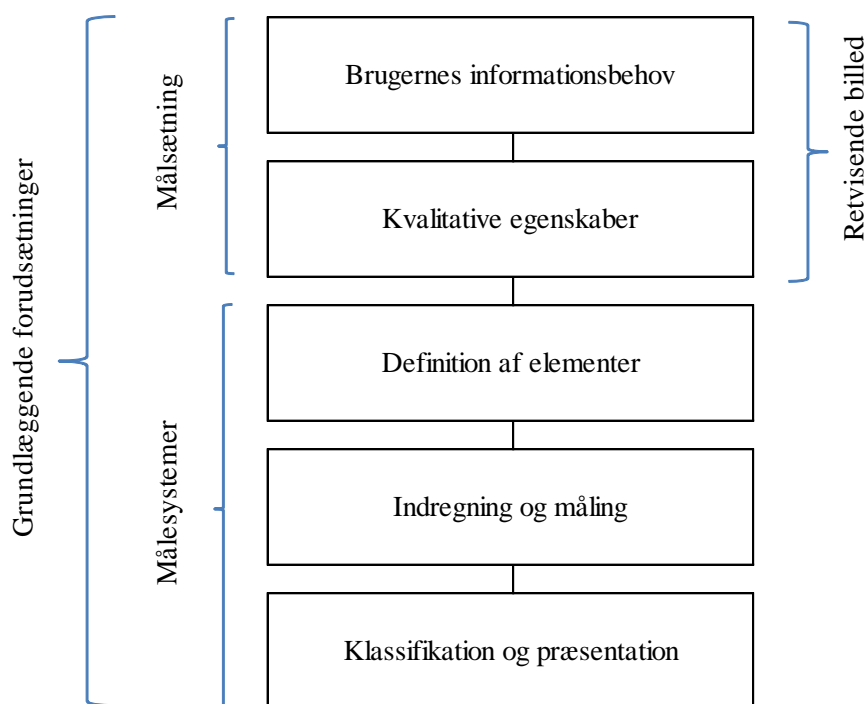 Grundlæggende forudsætninger
Målsætning
Målesystemer
Brugernes informationsbehov
Kvalitative egenskaber
Definition af elementer
Indregning og måling
Klassifikation og præsentation
Retvisende billed